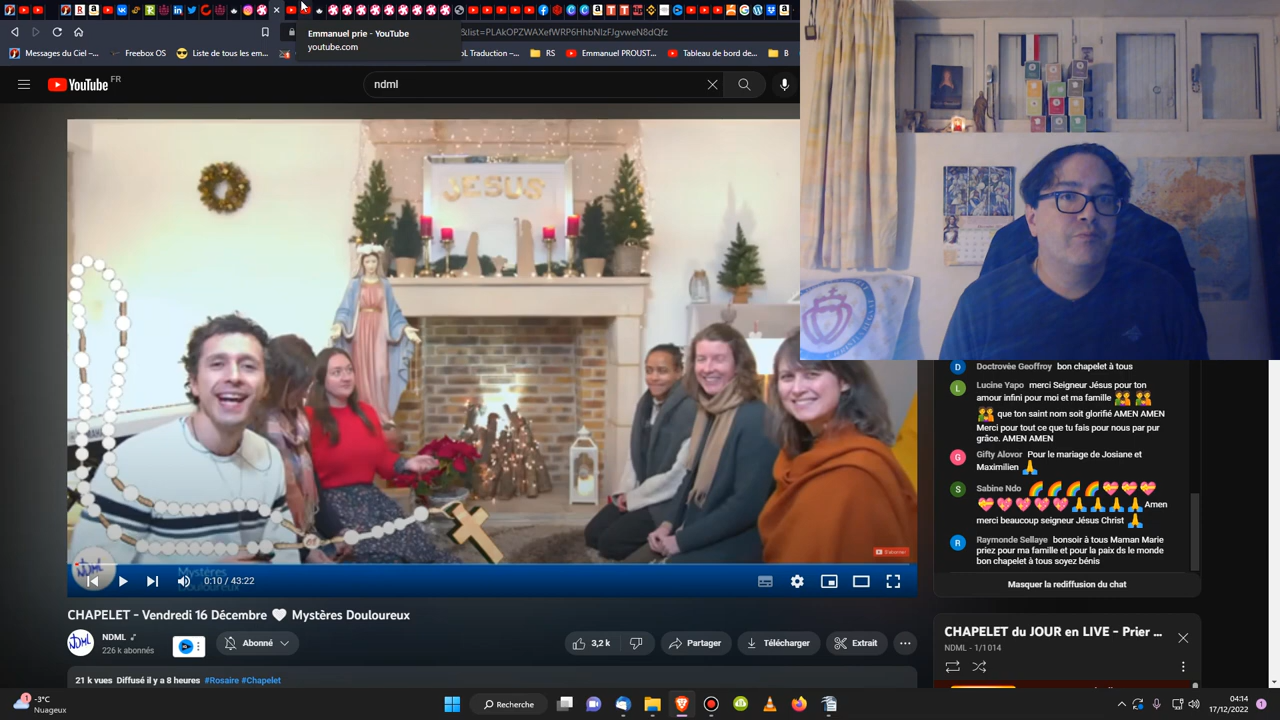 Emmanuel prie - YouTube
youtube.com
&list=PLAkOPZWAXefWRP6HhbNIzFJgvweN8dQfz
Messages du Ciel –...
Freebox OS
Liste de tous les em...
RS
Emmanuel PROUST...
Tableau de bord de...
B
YouTube FR
ndml
JESUS
S'abonner
NDML
Mystères
Douloureux
0:10 / 43:22
CHAPELET - Vendredi 16 Décembre 🤍 Mystères Douloureux
NDML
226 k abonnés
Abonné
3,2 k
Partager
Télécharger
Extrait
21 k vues Diffusé il y a 8 heures #Rosaire #Chapelet
Doctrovée Geoffroy bon chapelet à tous
Lucine Yapo merci Seigneur Jésus pour ton
amour infini pour moi et ma famille
que ton saint nom soit glorifié AMEN AMEN
Merci pour tout ce que tu fais pour nous par pur
grâce. AMEN AMEN
Gifty Alovor Pour le mariage de Josiane et
Maximilien 🙏
Sabine Ndo 🌈🌈🌈🌈💝💝💝
💝💖💖💖💖🙏🙏🙏🙏Amen
merci beaucoup seigneur Jésus Christ 🙏
Raymonde Sellaye bonsoir à tous Maman Marie
priez pour ma famille et pour la paix ds le monde
bon chapelet à tous soyez bénis
Masquer la rediffusion du chat
CHAPELET du JOUR en LIVE - Prier ...
NDML - 1/1 014
-3°C
Nuageux
Recherche
04:14
17/12/2022